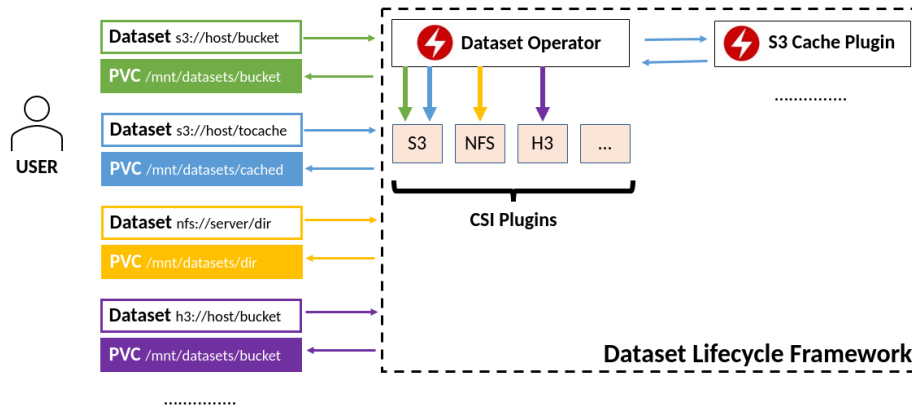 Dataset s3://host/bucket
PVC /mnt/datasets/bucket
Dataset s3://host/tocache
PVC /mnt/datasets/cached
Dataset nfs://server/dir
PVC /mnt/datasets/dir
Dataset h3://host/bucket
PVC /mnt/datasets/bucket
...............
USER
Dataset Operator
S3 Cache Plugin
...............
S3
NFS
H3
...
CSI Plugins
Dataset Lifecycle Framework